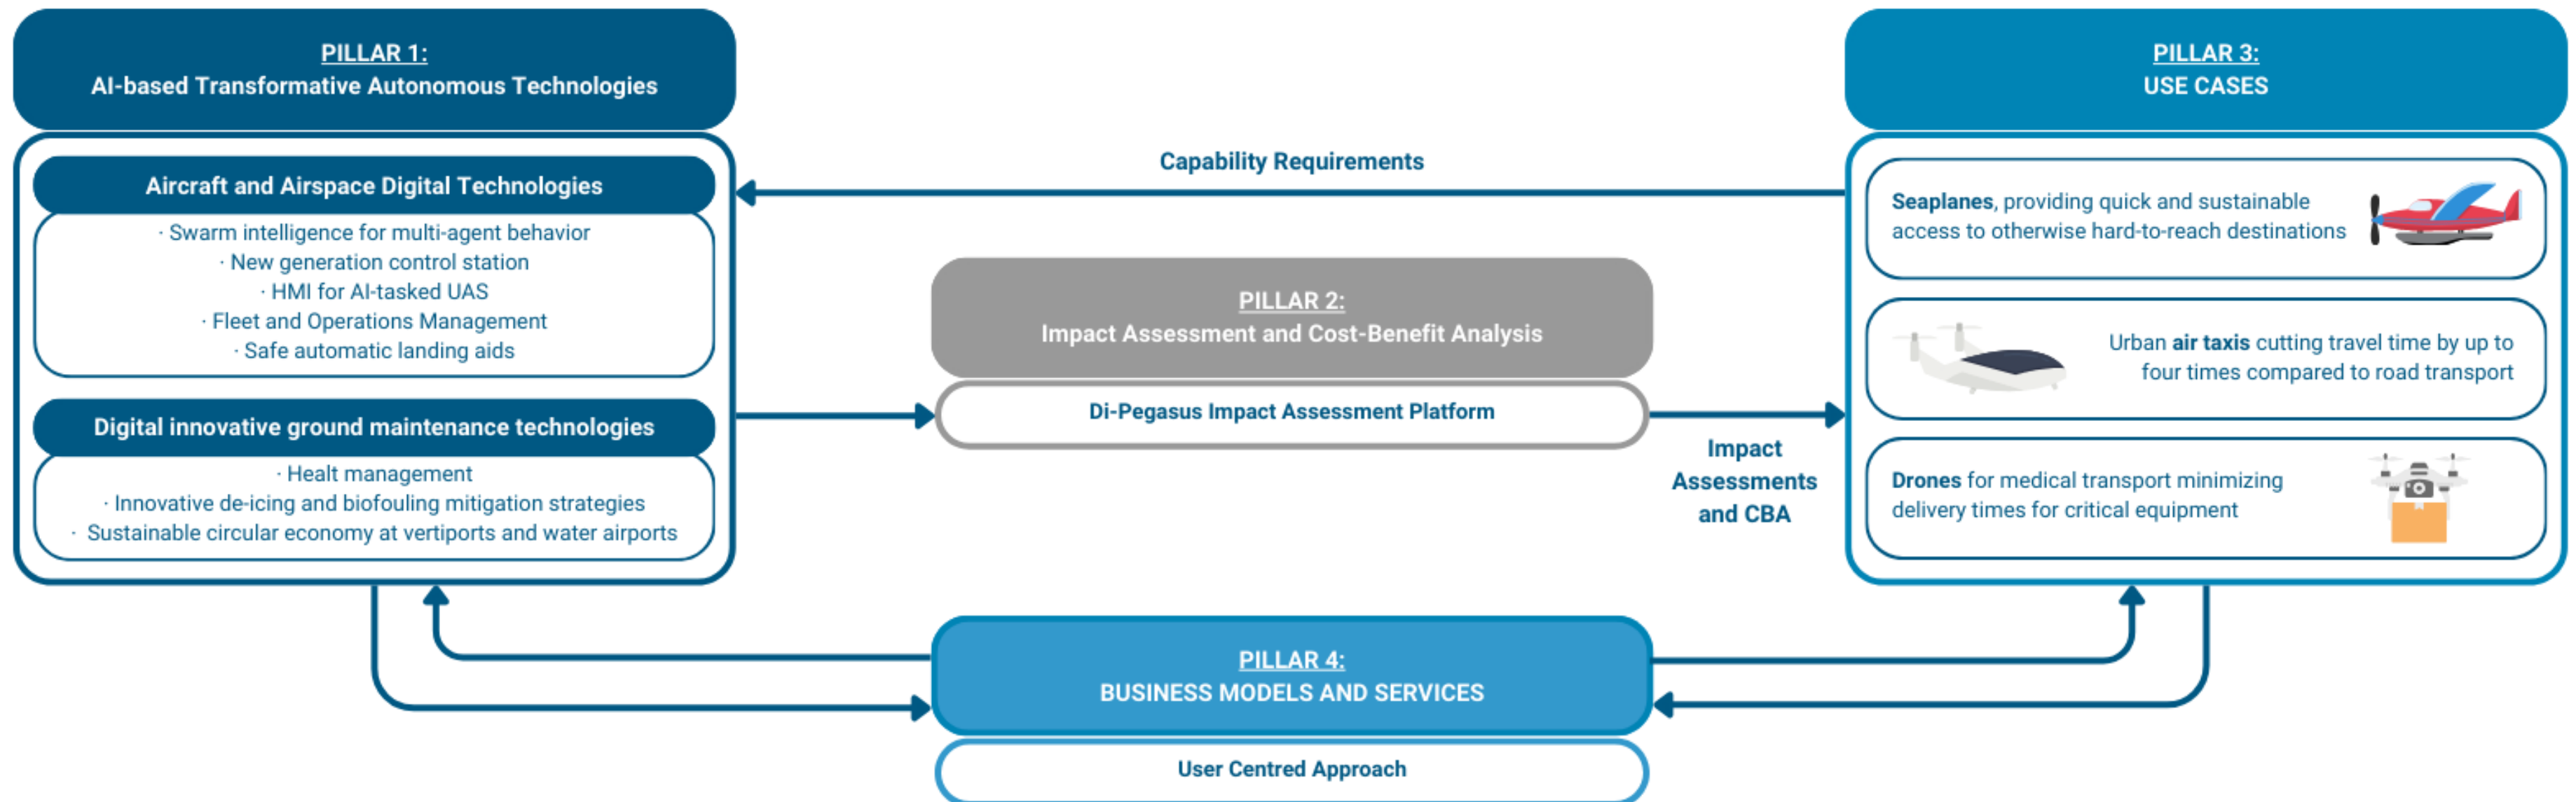 PILLAR 1:
AI-based Transformative Autonomous Technologies
Aircraft and Airspace Digital Technologies
· Swarm intelligence for multi-agent behavior
· New generation control station
· HMI for AI-tasked UAS
· Fleet and Operations Management
· Safe automatic landing aids
Digital innovative ground maintenance technologies
· Healt management
· Innovative de-icing and biofouling mitigation strategies
· Sustainable circular economy at vertiports and water airports
Capability Requirements
PILLAR 2:
Impact Assessment and Cost-Benefit Analysis
Di-Pegasus Impact Assessment Platform
Impact
Assessments
and CBA
PILLAR 3:
USE CASES
Seaplanes, providing quick and sustainable
access to otherwise hard-to-reach destinations
Urban air taxis cutting travel time by up to
four times compared to road transport
Drones for medical transport minimizing
delivery times for critical equipment
PILLAR 4:
BUSINESS MODELS AND SERVICES
User Centred Approach